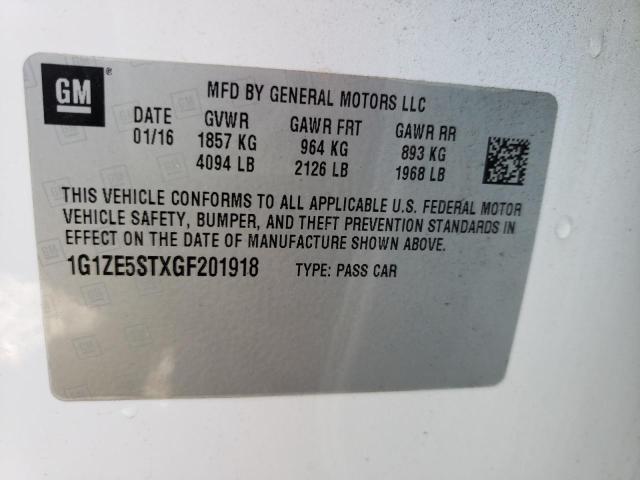 GM ®
MFD BY GENERAL MOTORS LLC
DATE GVWR GAWR FRT GAWR RR
01/16 1857 KG 964 KG 893 KG
4094 LB 2126 LB 1968 LB
THIS VEHICLE CONFORMS TO ALL APPLICABLE U.S. FEDERAL MOTOR
VEHICLE SAFETY, BUMPER, AND THEFT PREVENTION STANDARDS IN
EFFECT ON THE DATE OF MANUFACTURE SHOWN ABOVE.
1G1ZE5STXGF201918 TYPE: PASS CAR